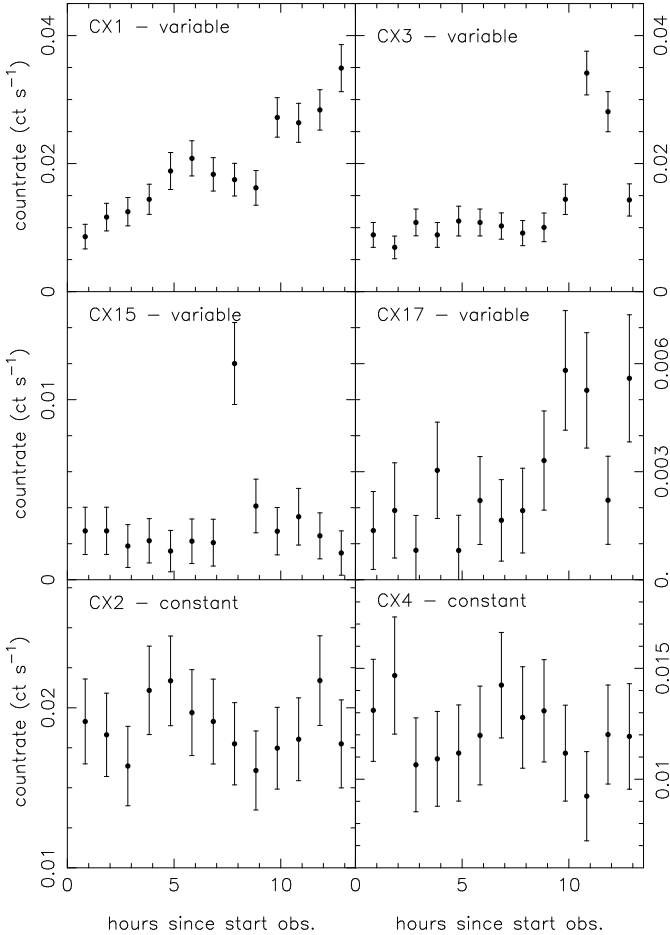 CX1 − variable
CX3 − variable
0.04
0.02
0
countrate (ct s−1)
0.04
0.02
0
CX15 − variable
CX17 − variable
0.01
0
countrate (ct s−1)
0.006
0.003
0.
CX2 − constant
CX4 − constant
0.02
0.01
countrate (ct s−1)
0.015
0.01
0 5 10 0 5 10
hours since start obs. hours since start obs.